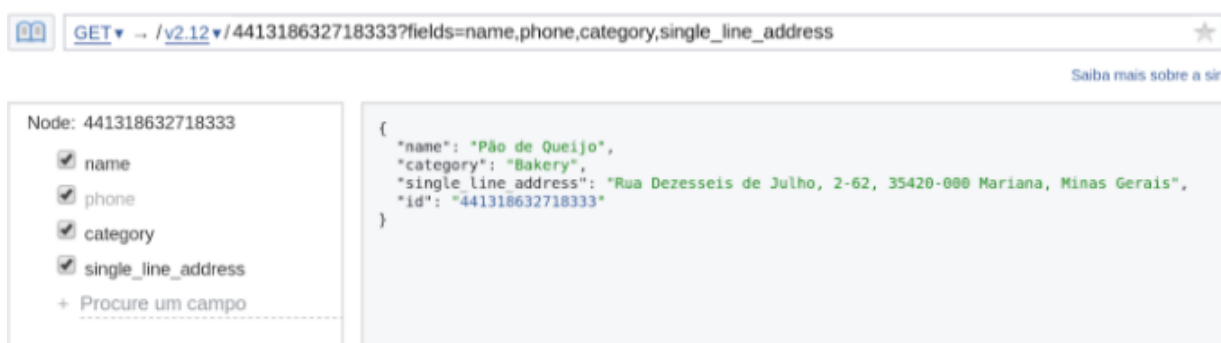 GET → /v2.12/441318632718333?fields=name,phone,category,single_line_address
Saiba mais sobre a
Node: 441318632718333
name
phone
category
single_line_address
+ Procure um campo
{
"name": "Pão de Queijo",
"category": "Bakery",
"single_line_address": "Rua Dezesseis de Julho, 2-62, 35420-000 Mariana, Minas Gerais",
"id": "441318632718333"
}